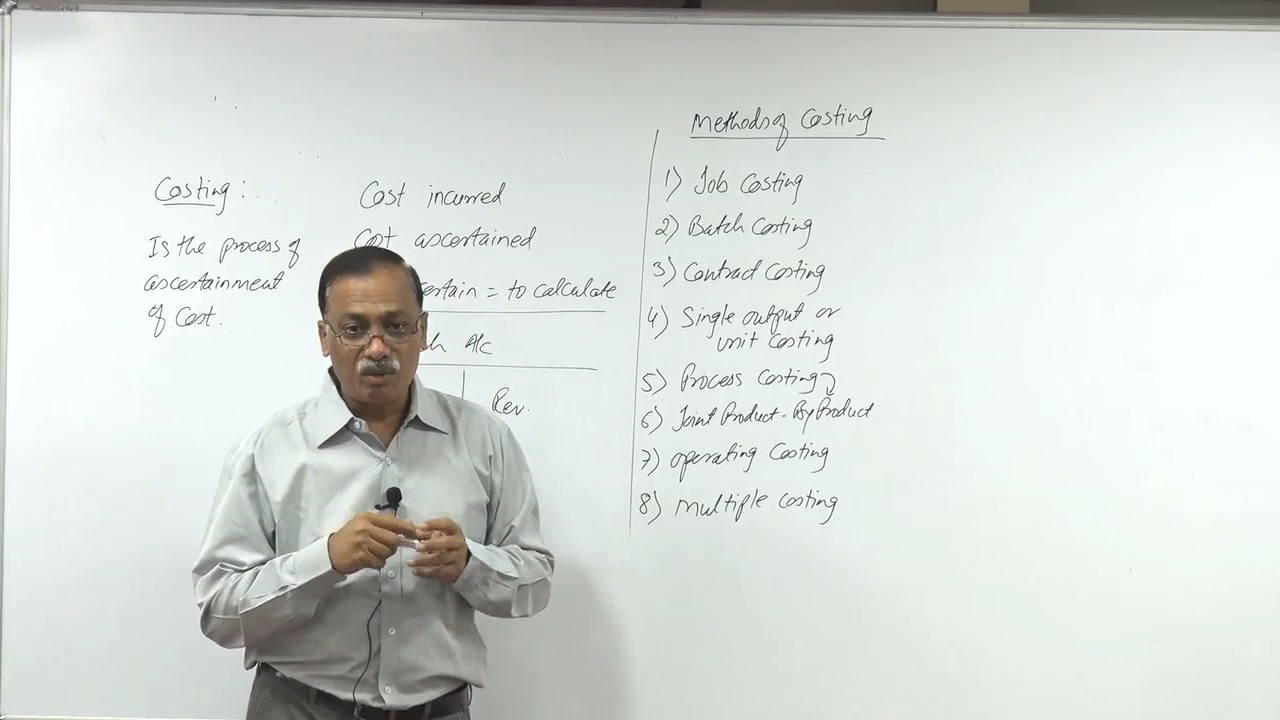 Costing :
Is the process of
ascertainment
of Cost.
Cost incurred
Cost ascertained
ertain = to calculate
A/c
Rev.
Methods of Costing
1) Job Costing
2) Batch Costing
3) Contract Costing
4) Single output or
unit Costing
5) Process Costing
6) Joint Product - By Product
7) Operating Costing
8) Multiple Costing